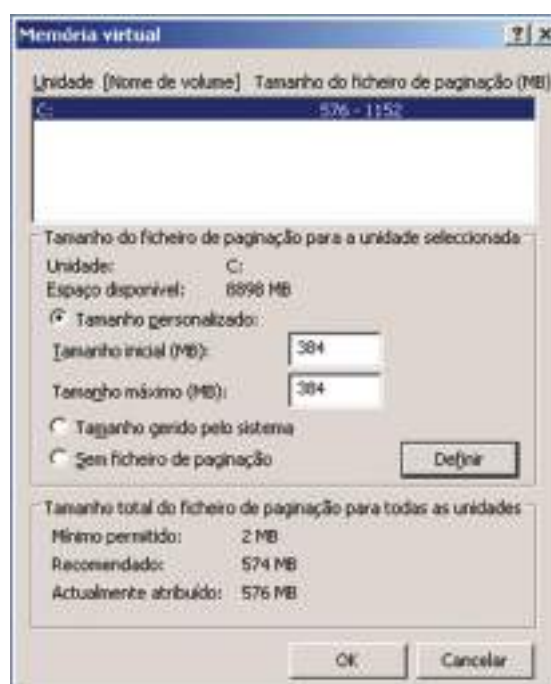 Memória virtual
Unidade [Nome de volume] Tamanho do ficheiro de paginação (MB)
C: 576 - 1152
Tamanho do ficheiro de paginação para a unidade seleccionada
Unidade: C:
Espaço disponível: 8898 MB
Tamanho personalizado:
Tamanho inicial (MB): 384
Tamanho máximo (MB): 384
Tamanho gerido pelo sistema
Sem ficheiro de paginação
Definir
Tamanho total do ficheiro de paginação para todas as unidades
Mínimo permitido: 2 MB
Recomendado: 574 MB
Actualmente atribuído: 576 MB
OK Cancelar